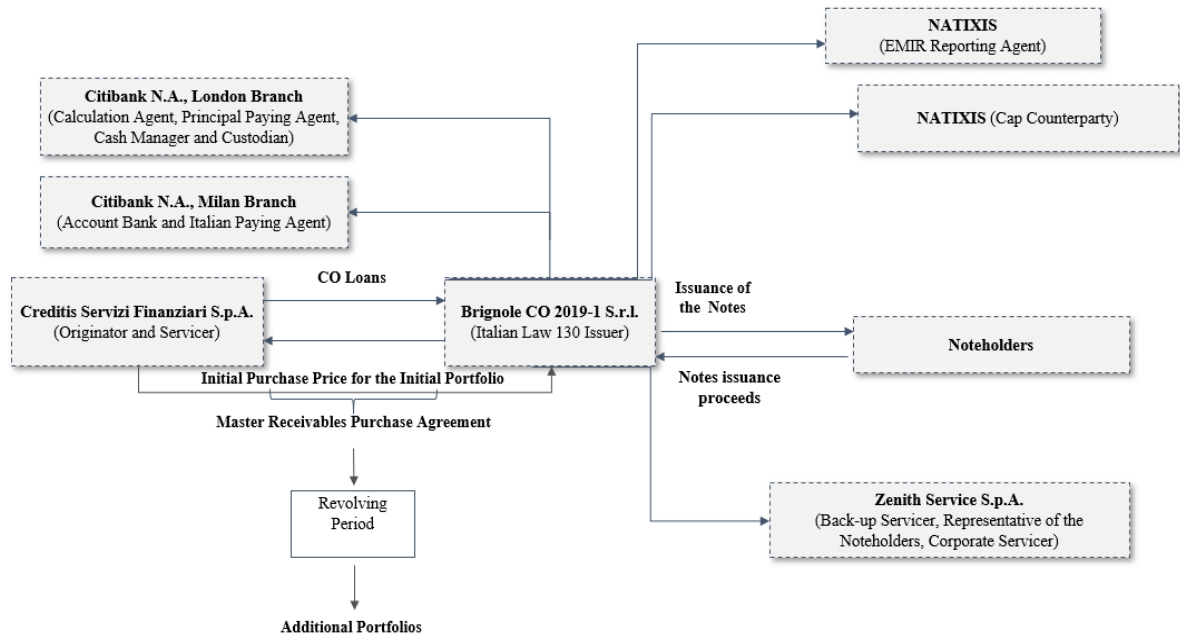 NATIXIS
(EMIR Reporting Agent)
Citibank N.A., London Branch
(Calculation Agent, Principal Paying Agent,
Cash Manager and Custodian)
NATIXIS (Cap Counterparty)
Citibank N.A., Milan Branch
(Account Bank and Italian Paying Agent)
CO Loans
Creditis Servizi Finanziari S.p.A.
(Originator and Servicer)
Brignole CO 2019-1 S.r.l.
(Italian Law 130 Issuer)
Issuance of
the Notes
Noteholders
Initial Purchase Price for the Initial Portfolio
Notes issuance
proceeds
Master Receivables Purchase Agreement
Revolving
Period
Zenith Service S.p.A.
(Back-up Servicer, Representative of the
Noteholders, Corporate Servicer)
Additional Portfolios